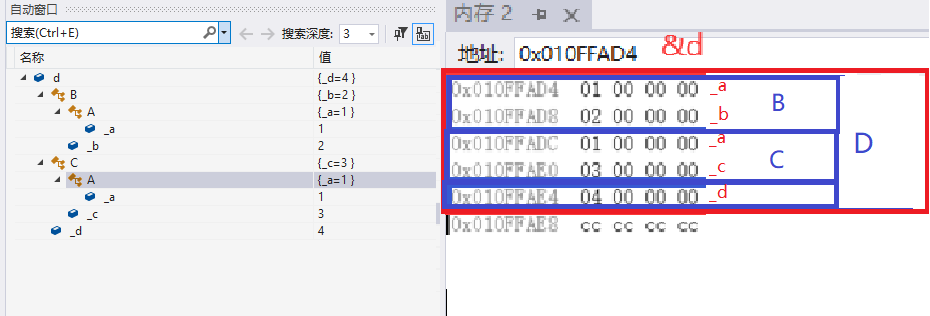 自动窗口
搜索(Ctrl+E)
搜索深度: 3
名称 值
d {_d=4 }
B {_b=2 }
A {_a=1 }
_a 1
_b 2
C {_c=3 }
A {_a=1 }
_a 1
_c 3
_d 4
内存 2
地址: 0x010FFAD4
&d
0x010FFAD4 01 00 00 00 _a
0x010FFAD8 02 00 00 00 _b
B
0x010FFADC 01 00 00 00 _a
0x010FFAE0 03 00 00 00 _c
C
0x010FFAE4 04 00 00 00 _d
D
0x010FFAE8 cc cc cc cc